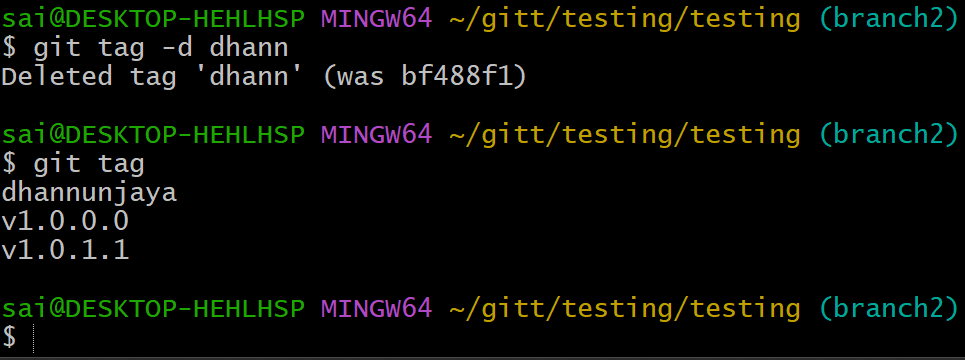 sai@DESKTOP-HEHLHSP MINGW64 ~/gitt/testing/testing (branch2)
$ git tag -d dhann
Deleted tag 'dhann' (was bf488f1)
sai@DESKTOP-HEHLHSP MINGW64 ~/gitt/testing/testing (branch2)
$ git tag
dhannunjaya
v1.0.0.0
v1.0.1.1
sai@DESKTOP-HEHLHSP MINGW64 ~/gitt/testing/testing (branch2)
$